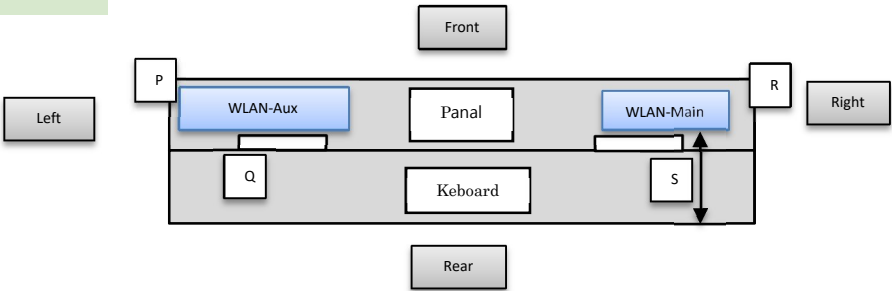 Front
P
R
Left
WLAN-Aux
Panal
WLAN-Main
Right
Q
Keboard
S
Rear